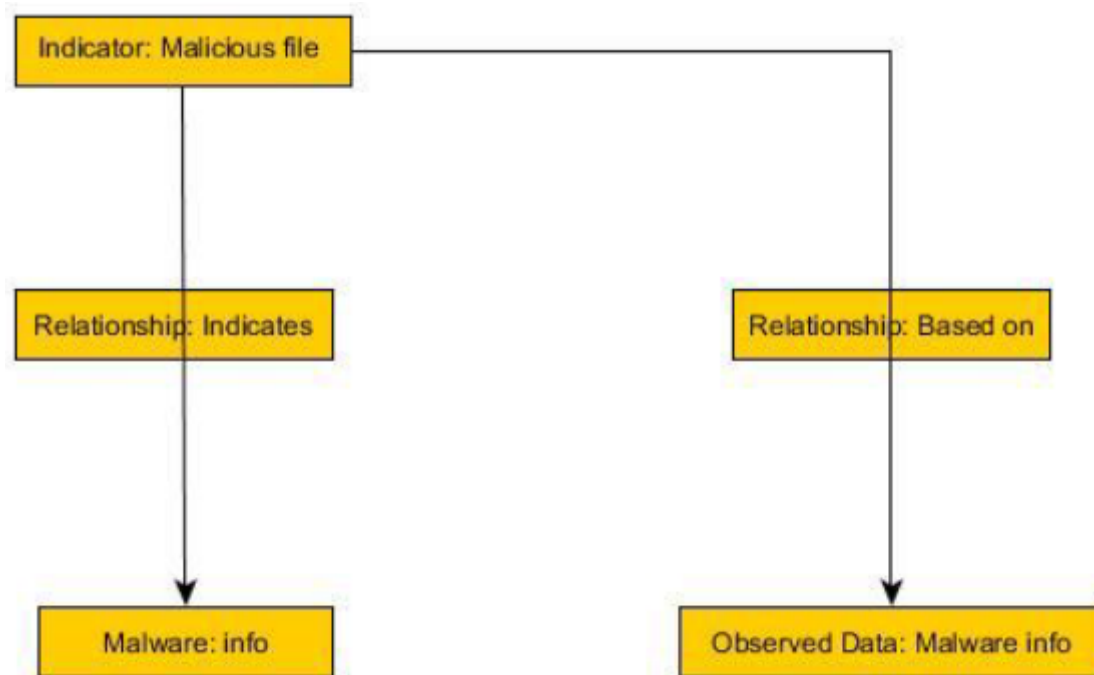 Indicator: Malicious file
Relationship: Indicates
Relationship: Based on
Malware: info
Observed Data: Malware info